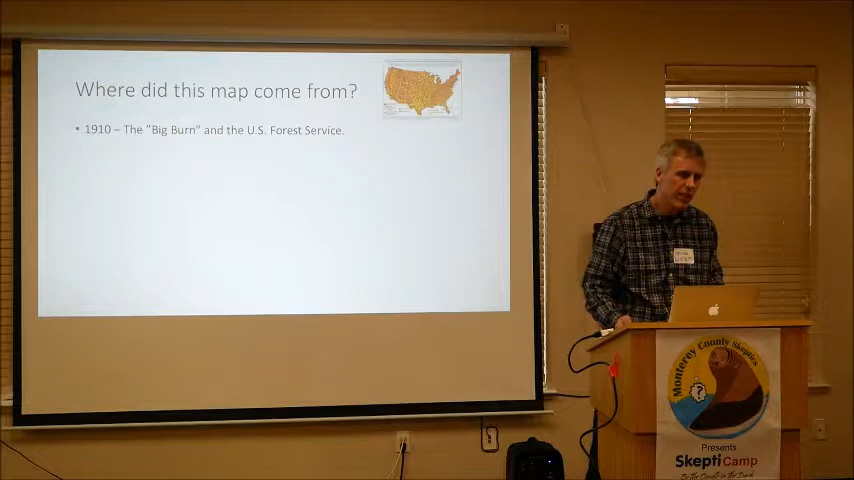 Where did this map come from?
• 1910 – The "Big Burn" and the U.S. Forest Service.
Monterey County Skeptics
?
Presents
SkeptiCamp